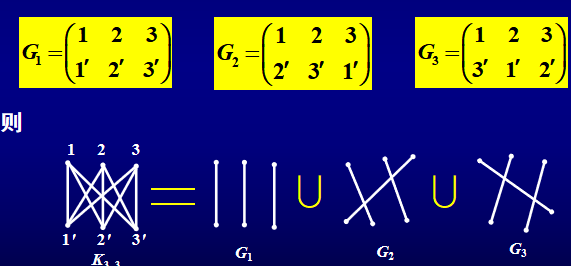 G₁ = ( 1 2 3 / 1′ 2′ 3′ ) G₂ = ( 1 2 3 / 2′ 3′ 1′ ) G₃ = ( 1 2 3 / 3′ 1′ 2′ )
则
1 2 3
= ∪ ∪
1′ 2′ 3′
K₃,₃ G₁ G₂ G₃